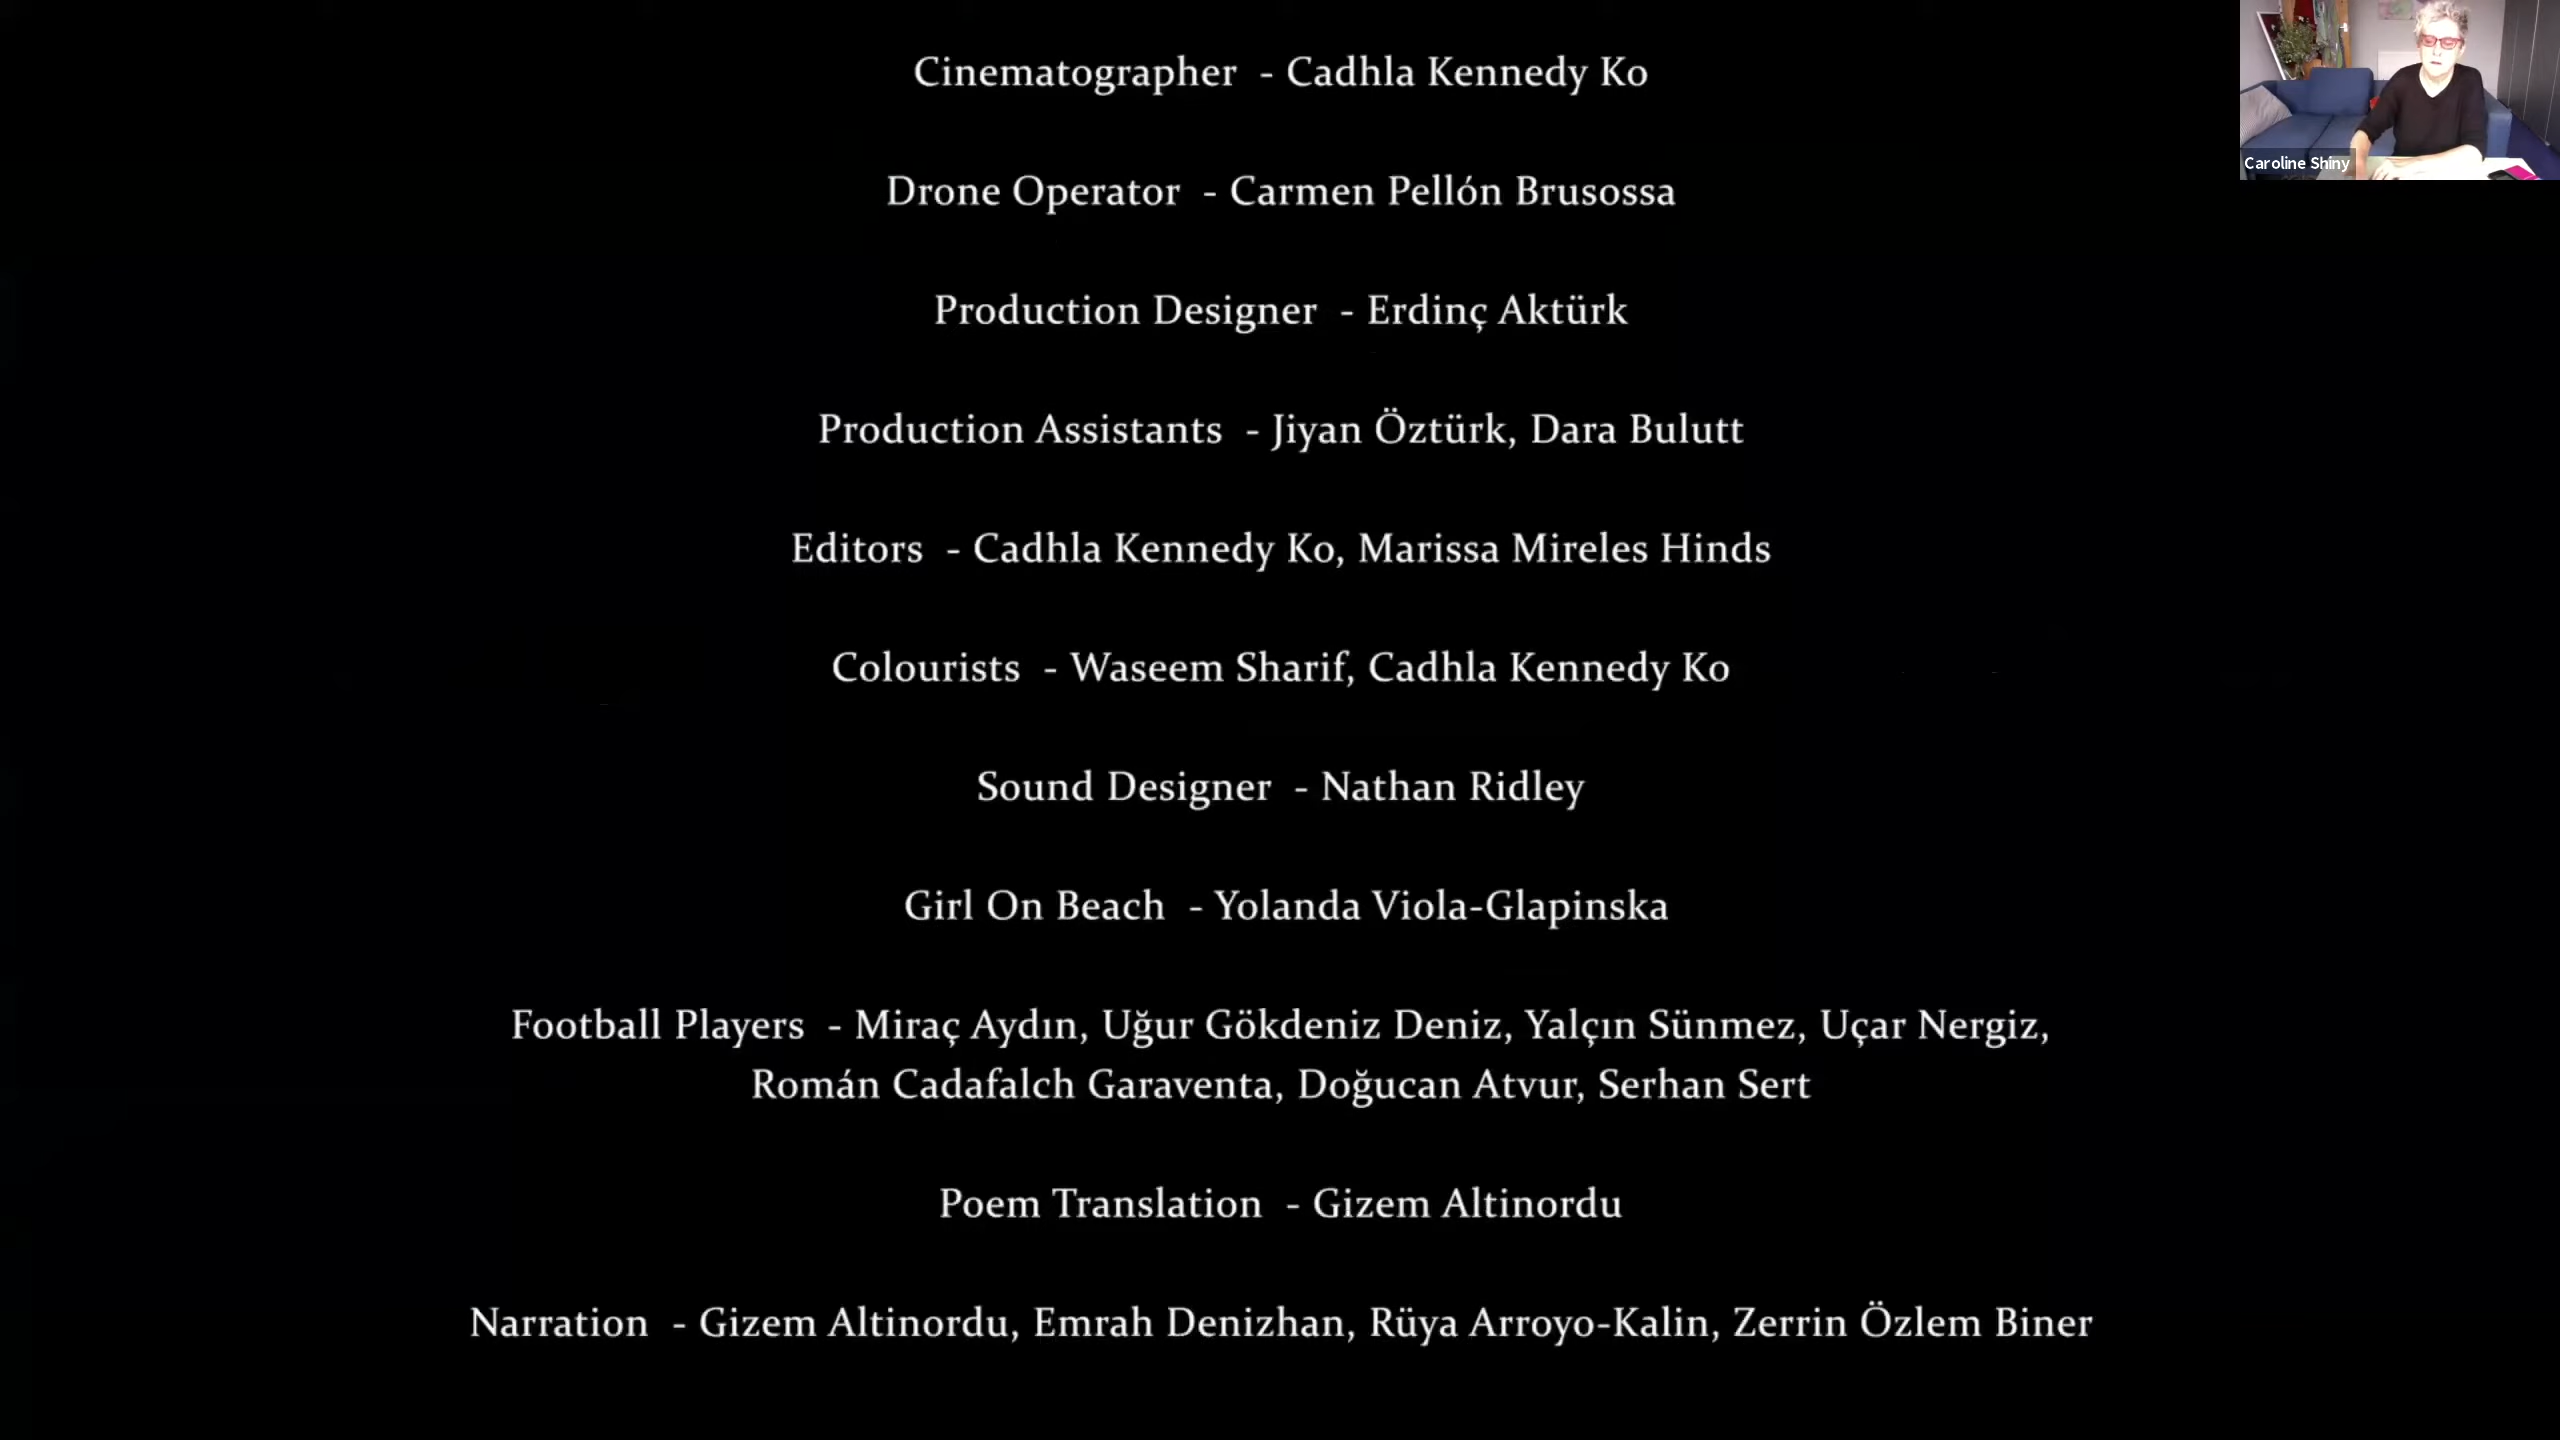 Cinematographer - Cadhla Kennedy Ko
Caroline Shiny
Drone Operator - Carmen Pellón Brusossa
Production Designer - Erdinç Aktürk
Production Assistants - Jiyan Öztürk, Dara Bulutt
Editors - Cadhla Kennedy Ko, Marissa Mireles Hinds
Colourists - Waseem Sharif, Cadhla Kennedy Ko
Sound Designer - Nathan Ridley
Girl On Beach - Yolanda Viola-Glapinska
Football Players - Miraç Aydın, Uğur Gökdeniz Deniz, Yalçın Sünmez, Uçar Nergiz,
Román Cadafalch Garaventa, Doğucan Atvur, Serhan Sert
Poem Translation - Gizem Altinordu
Narration - Gizem Altinordu, Emrah Denizhan, Rüya Arroyo-Kalin, Zerrin Özlem Biner